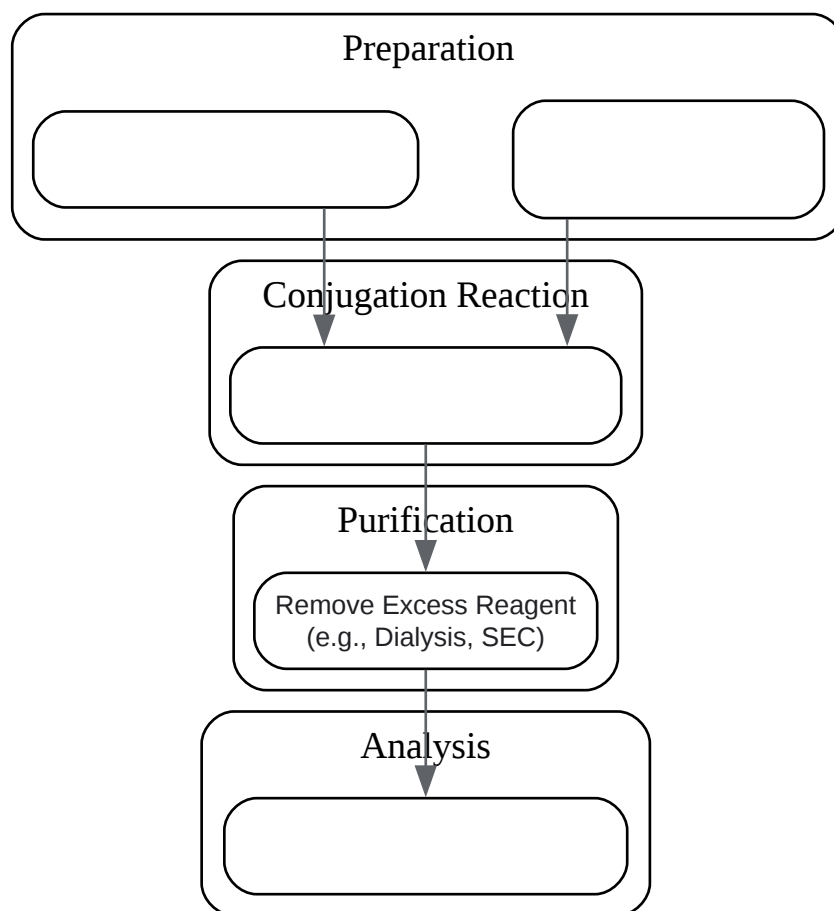 Preparation
Conjugation Reaction
Purification
Remove Excess Reagent
(e.g., Dialysis, SEC)
Analysis